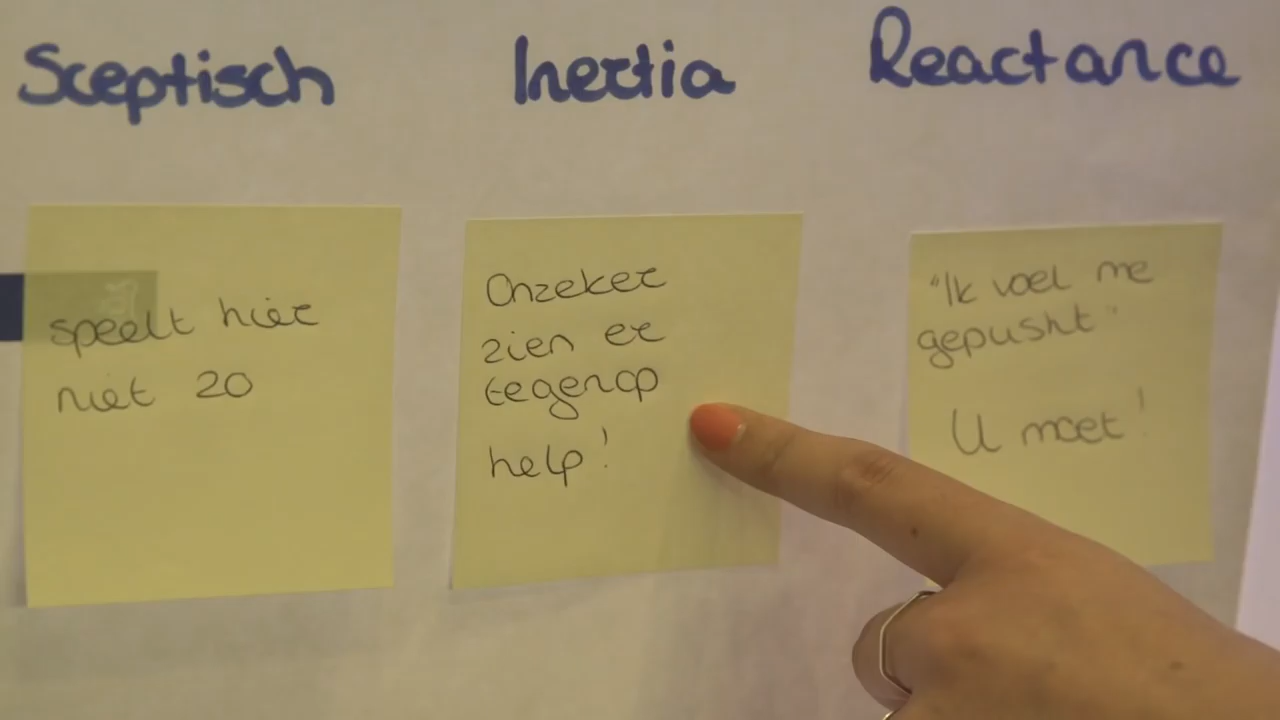 Sceptisch
Inertia
Reactance
speelt hier
niet 20
Onzeker
zien er
tegenop
help!
"Ik voel me
gepusht"
U moet!